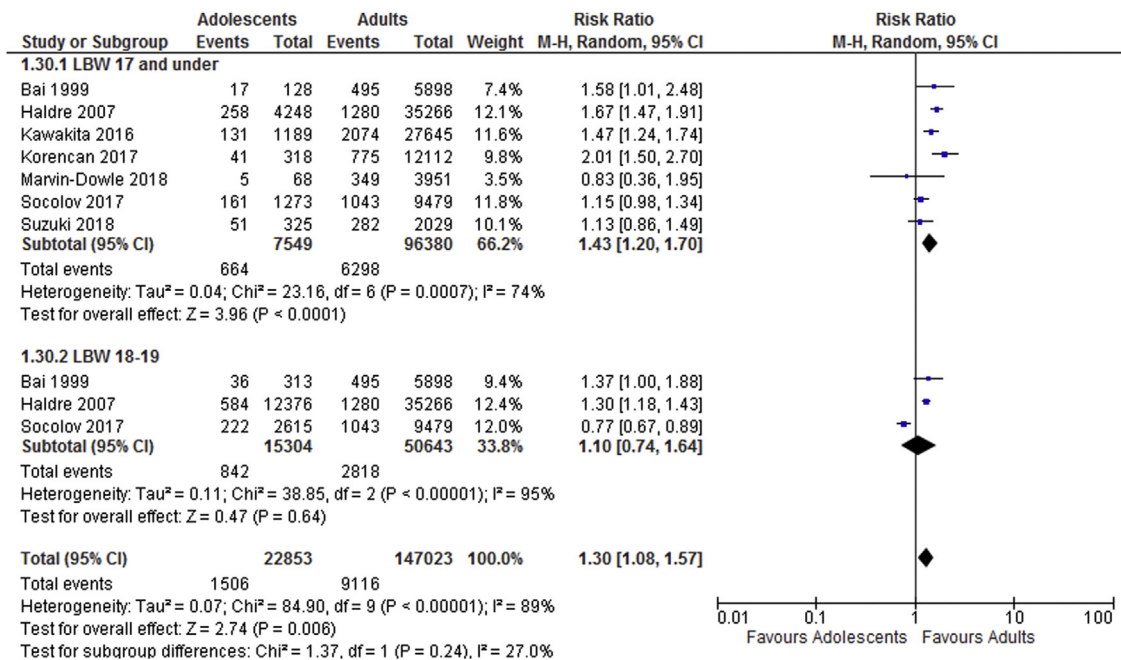 Adolescents Adults Risk Ratio Risk Ratio
Study or Subgroup Events Total Events Total Weight M-H, Random, 95% CI M-H, Random, 95% CI
1.30.1 LBW 17 and under
Bai 1999 17 128 495 5898 7.4% 1.58 [1.01, 2.48]
Haldre 2007 258 4248 1280 35266 12.1% 1.67 [1.47, 1.91]
Kawakita 2016 131 1189 2074 27645 11.6% 1.47 [1.24, 1.74]
Korencan 2017 41 318 775 12112 9.8% 2.01 [1.50, 2.70]
Marvin-Dowle 2018 5 68 349 3951 3.5% 0.83 [0.36, 1.95]
Socolov 2017 161 1273 1043 9479 11.8% 1.15 [0.98, 1.34]
Suzuki 2018 51 325 282 2029 10.1% 1.13 [0.86, 1.49]
Subtotal (95% CI) 7549 96380 66.2% 1.43 [1.20, 1.70]
Total events 664 6298
Heterogeneity: Tau² = 0.04; Chi² = 23.16, df = 6 (P = 0.0007); I² = 74%
Test for overall effect: Z = 3.96 (P < 0.0001)
1.30.2 LBW 18-19
Bai 1999 36 313 495 5898 9.4% 1.37 [1.00, 1.88]
Haldre 2007 584 12376 1280 35266 12.4% 1.30 [1.18, 1.43]
Socolov 2017 222 2615 1043 9479 12.0% 0.77 [0.67, 0.89]
Subtotal (95% CI) 15304 50643 33.8% 1.10 [0.74, 1.64]
Total events 842 2818
Heterogeneity: Tau² = 0.11; Chi² = 38.85, df = 2 (P < 0.00001); I² = 95%
Test for overall effect: Z = 0.47 (P = 0.64)
Total (95% CI) 22853 147023 100.0% 1.30 [1.08, 1.57]
Total events 1506 9116
Heterogeneity: Tau² = 0.07; Chi² = 84.90, df = 9 (P < 0.00001); I² = 89%
Test for overall effect: Z = 2.74 (P = 0.006)
Test for subgroup differences: Chi² = 1.37, df = 1 (P = 0.24), I² = 27.0%
0.01 0.1 1 10 100
Favours Adolescents Favours Adults